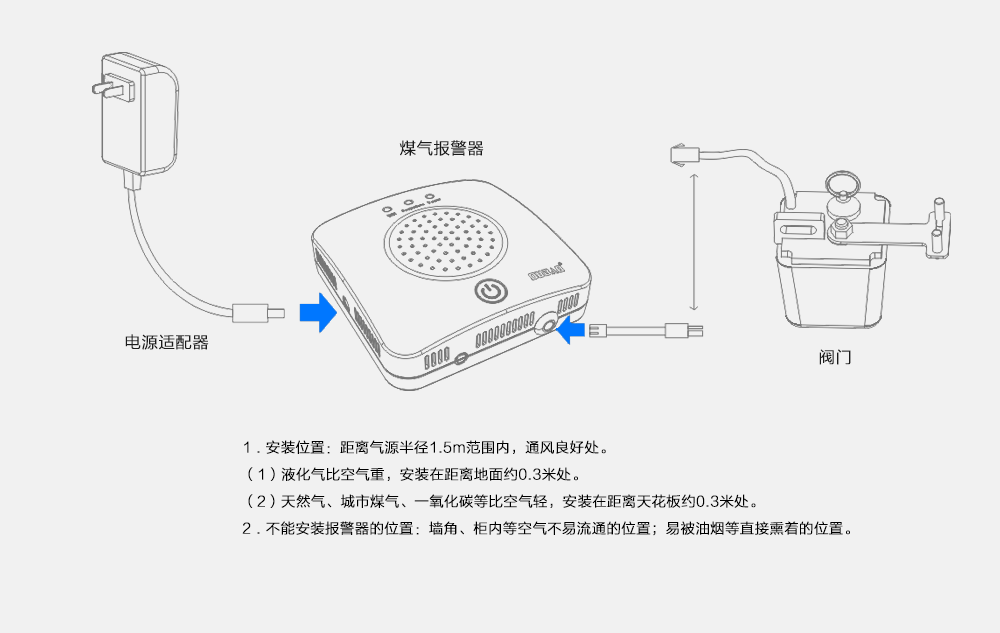 煤气报警器
电源适配器
阀门
1．安装位置：距离气源半径1.5m范围内，通风良好处。
（1）液化气比空气重，安装在距离地面约0.3米处。
（2）天然气、城市煤气、一氧化碳等比空气轻，安装在距离天花板约0.3米处。
2．不能安装报警器的位置：墙角、柜内等空气不易流通的位置；易被油烟等直接熏着的位置。